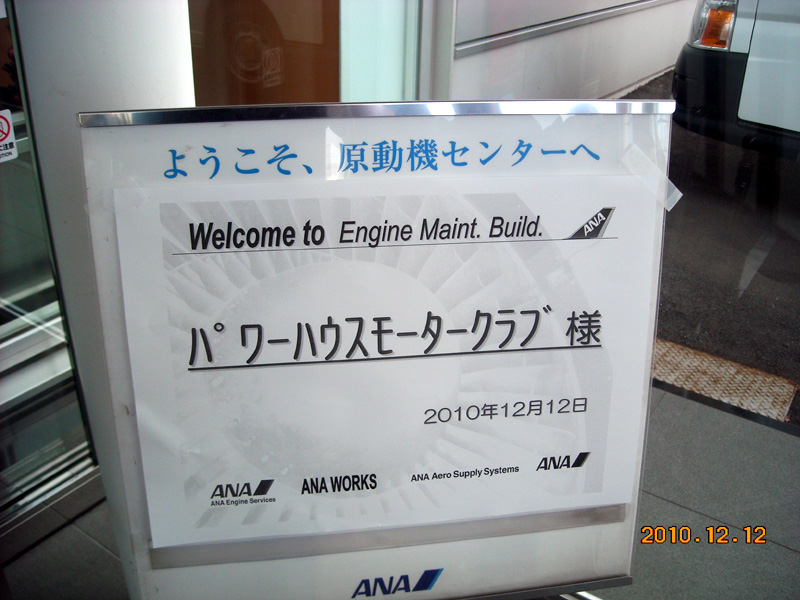 ようこそ、原動機センターへ
Welcome to Engine Maint. Build. ANA
パワーハウスモータークラブ 様
2010年12月12日
ANA ANA Engine Services
ANA WORKS
ANA Aero Supply Systems
ANA
ANA
2010.12.12